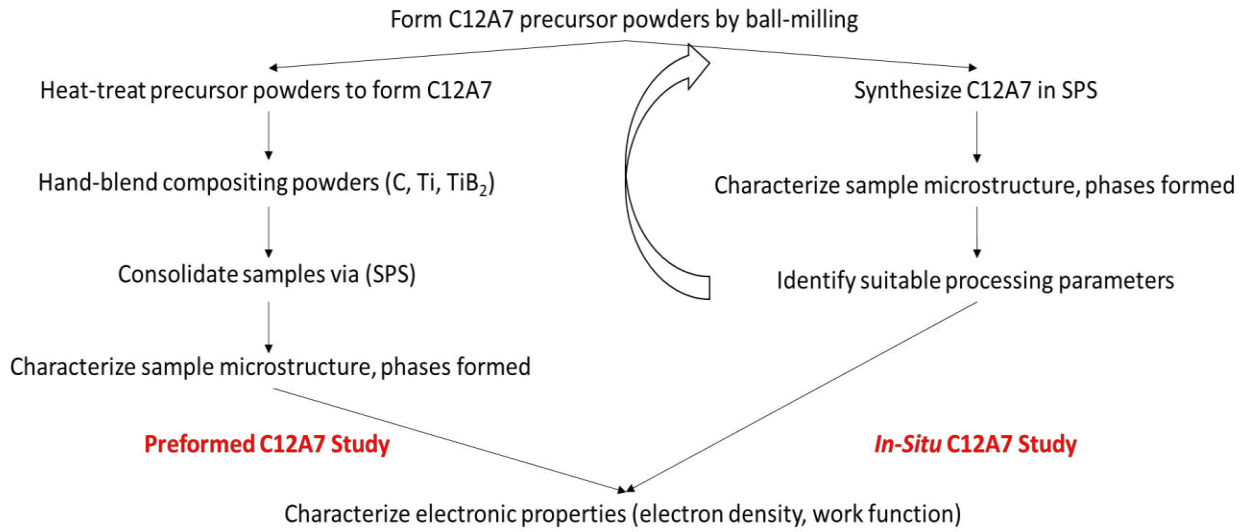 Form C12A7 precursor powders by ball-milling
Heat-treat precursor powders to form C12A7
Hand-blend compositing powders (C, Ti, TiB₂)
Consolidate samples via (SPS)
Characterize sample microstructure, phases formed
Preformed C12A7 Study
Synthesize C12A7 in SPS
Characterize sample microstructure, phases formed
Identify suitable processing parameters
In-Situ C12A7 Study
Characterize electronic properties (electron density, work function)